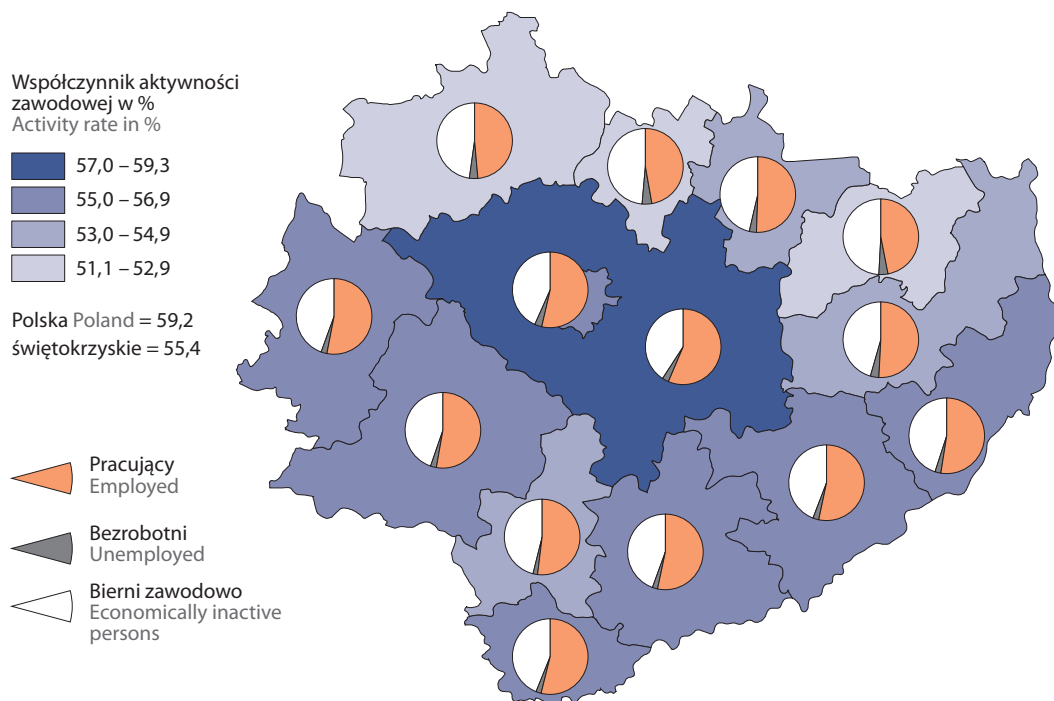 Współczynnik aktywności
zawodowej w %
Activity rate in %
57,0 – 59,3
55,0 – 56,9
53,0 – 54,9
51,1 – 52,9
Polska Poland = 59,2
świętokrzyskie = 55,4
Pracujący
Employed
Bezrobotni
Unemployed
Bierni zawodowo
Economically inactive
persons